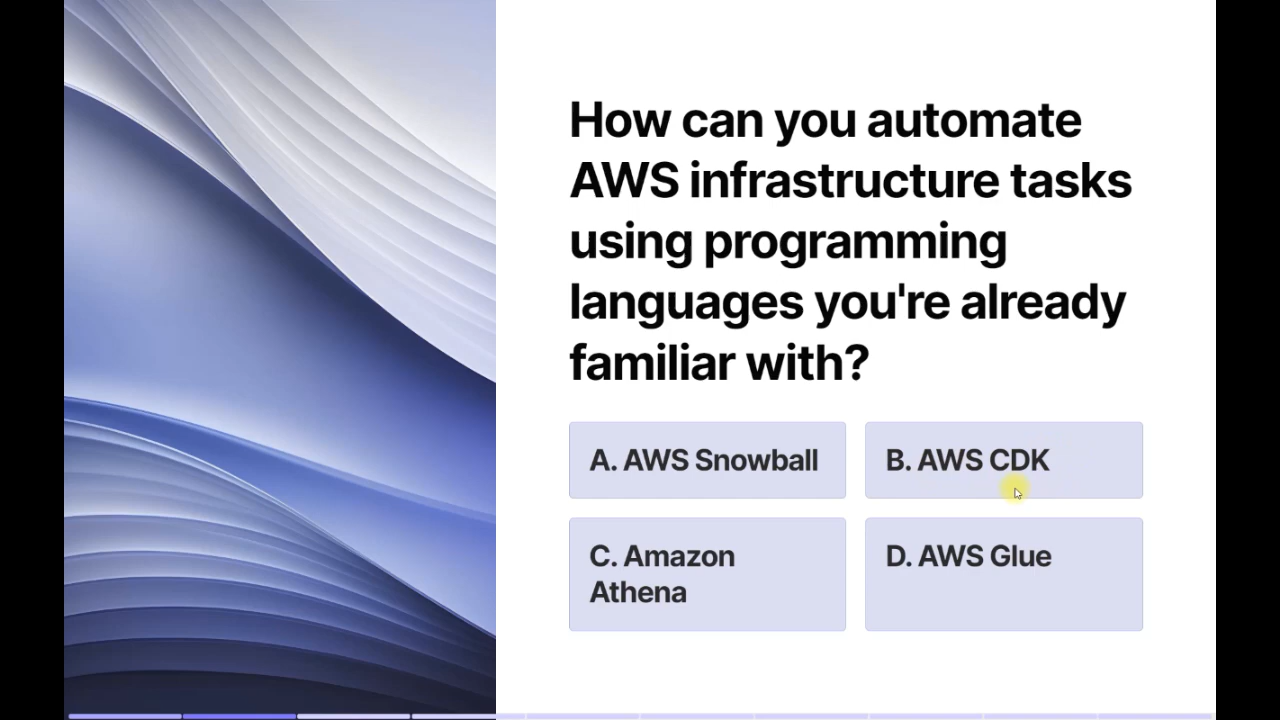 How can you automate
AWS infrastructure tasks
using programming
languages you're already
familiar with?
A. AWS Snowball
B. AWS CDK
C. Amazon
Athena
D. AWS Glue